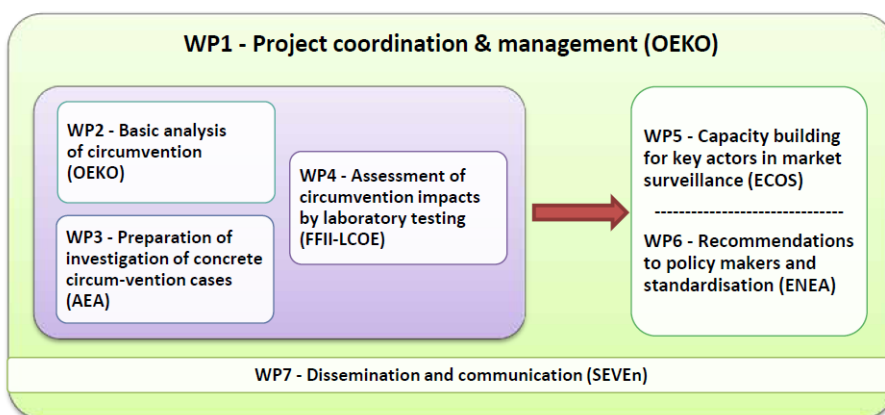 WP1 - Project coordination & management (OEKO)
WP2 - Basic analysis
of circumvention
(OEKO)
WP3 - Preparation of
investigation of concrete
circum-vention cases
(AEA)
WP4 - Assessment of
circumvention impacts
by laboratory testing
(FFII-LCOE)
WP5 - Capacity building
for key actors in market
surveillance (ECOS)
-------------------------------
WP6 - Recommendations
to policy makers and
standardisation (ENEA)
WP7 - Dissemination and communication (SEVEn)